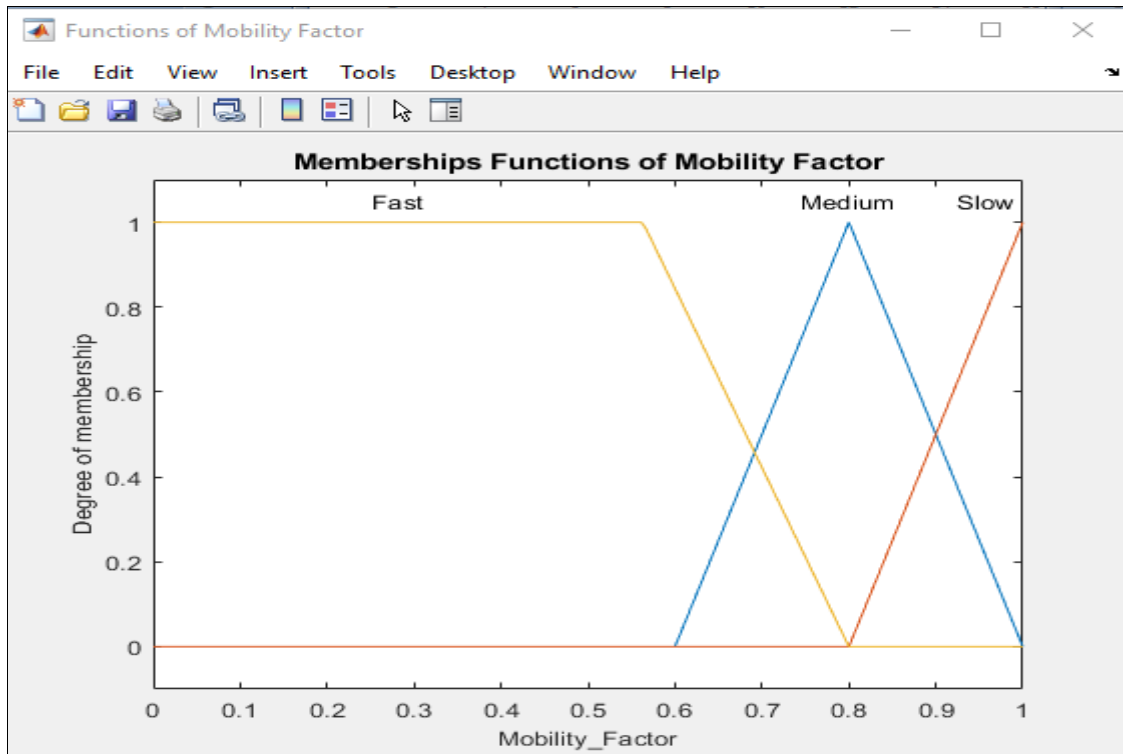 Functions of Mobility Factor
File Edit View Insert Tools Desktop Window Help
Memberships Functions of Mobility Factor
Fast Medium Slow
1
0.8
0.6
0.4
0.2
0
Degree of membership
0 0.1 0.2 0.3 0.4 0.5 0.6 0.7 0.8 0.9 1
Mobility_Factor